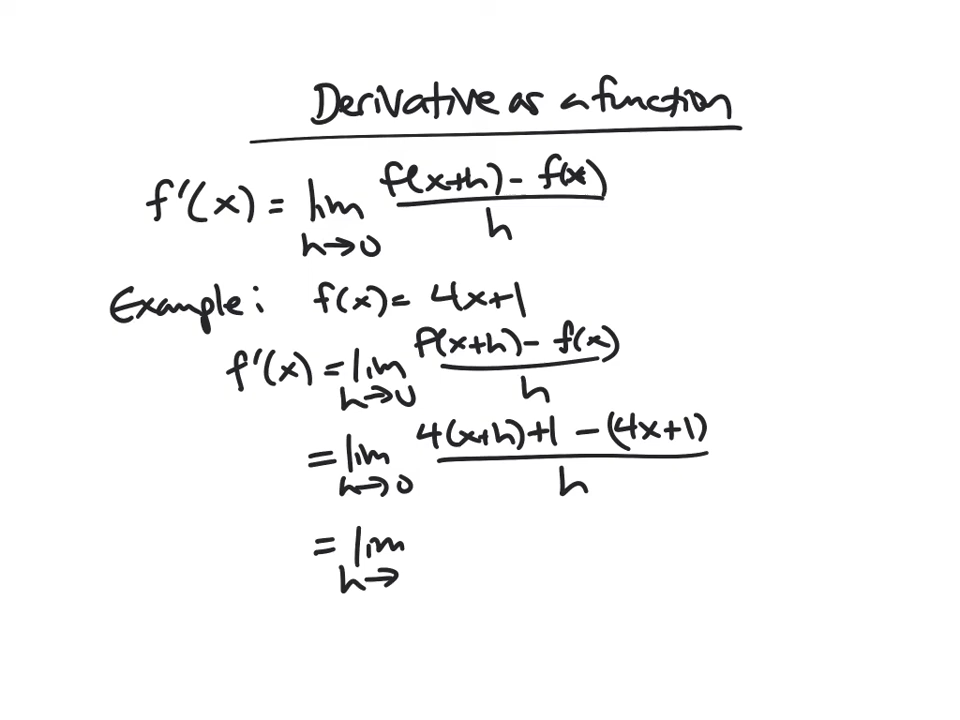 Derivative as a function
f'(x) = lim h→0 f(x+h) - f(x) / h
Example: f(x) = 4x+1
f'(x) = lim h→0 f(x+h) - f(x) / h
= lim h→0 4(x+h)+1 - (4x+1) / h
= lim h→